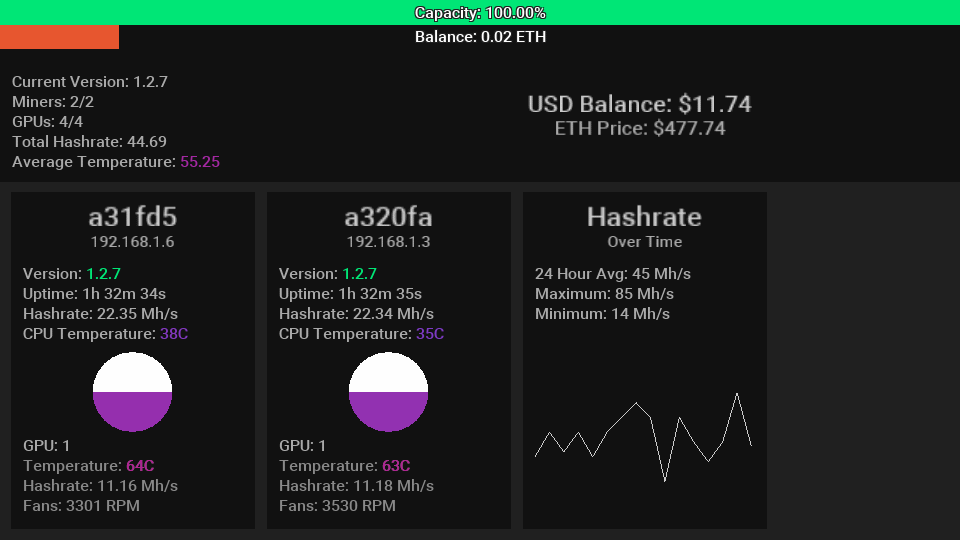 Capacity: 100.00%
Balance: 0.02 ETH
Current Version: 1.2.7
Miners: 2/2
GPUs: 4/4
Total Hashrate: 44.69
Average Temperature: 55.25
USD Balance: $11.74
ETH Price: $477.74
a31fd5
192.168.1.6
Version: 1.2.7
Uptime: 1h 32m 34s
Hashrate: 22.35 Mh/s
CPU Temperature: 38C
GPU: 1
Temperature: 64C
Hashrate: 11.16 Mh/s
Fans: 3301 RPM
a320fa
192.168.1.3
Version: 1.2.7
Uptime: 1h 32m 35s
Hashrate: 22.34 Mh/s
CPU Temperature: 35C
GPU: 1
Temperature: 63C
Hashrate: 11.18 Mh/s
Fans: 3530 RPM
Hashrate
Over Time
24 Hour Avg: 45 Mh/s
Maximum: 85 Mh/s
Minimum: 14 Mh/s